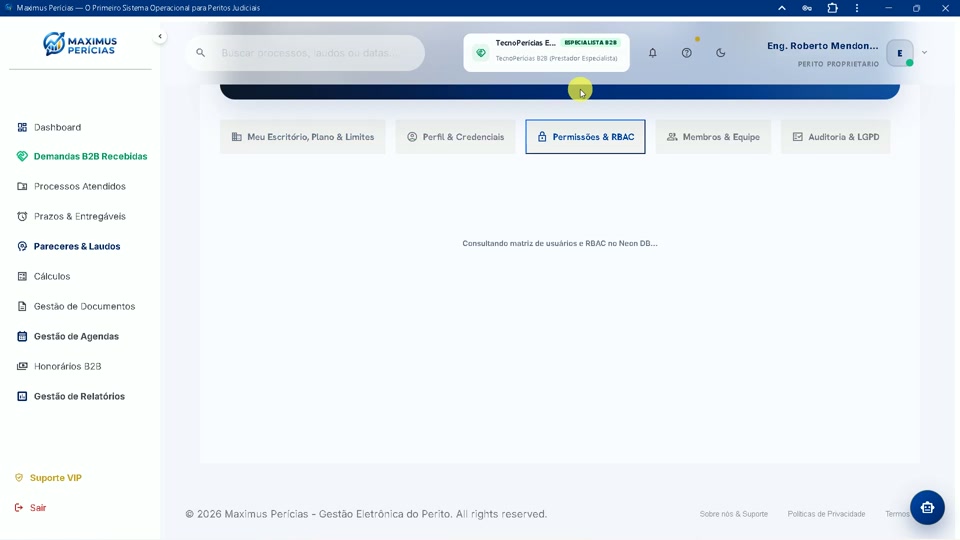 Maximus Perícias — O Primeiro Sistema Operacional para Peritos Judiciais
MAXIMUS
PERÍCIAS
Buscar processos, laudos ou datas...
TecnoPerícias E... ESPECIALISTA B2B
TecnoPerícias B2B (Prestador Especialista)
Eng. Roberto Mendon...
PERITO PROPRIETARIO
E
Meu Escritório, Plano & Limites
Perfil & Credenciais
Permissões & RBAC
Membros & Equipe
Auditoria & LGPD
Dashboard
Demandas B2B Recebidas
Processos Atendidos
Prazos & Entregáveis
Pareceres & Laudos
Cálculos
Gestão de Documentos
Gestão de Agendas
Honorários B2B
Gestão de Relatórios
Suporte VIP
Sair
Consultando matriz de usuários e RBAC no Neon DB...
© 2026 Maximus Perícias - Gestão Eletrônica do Perito. All rights reserved.
Sobre nós & Suporte
Políticas de Privacidade
Termos